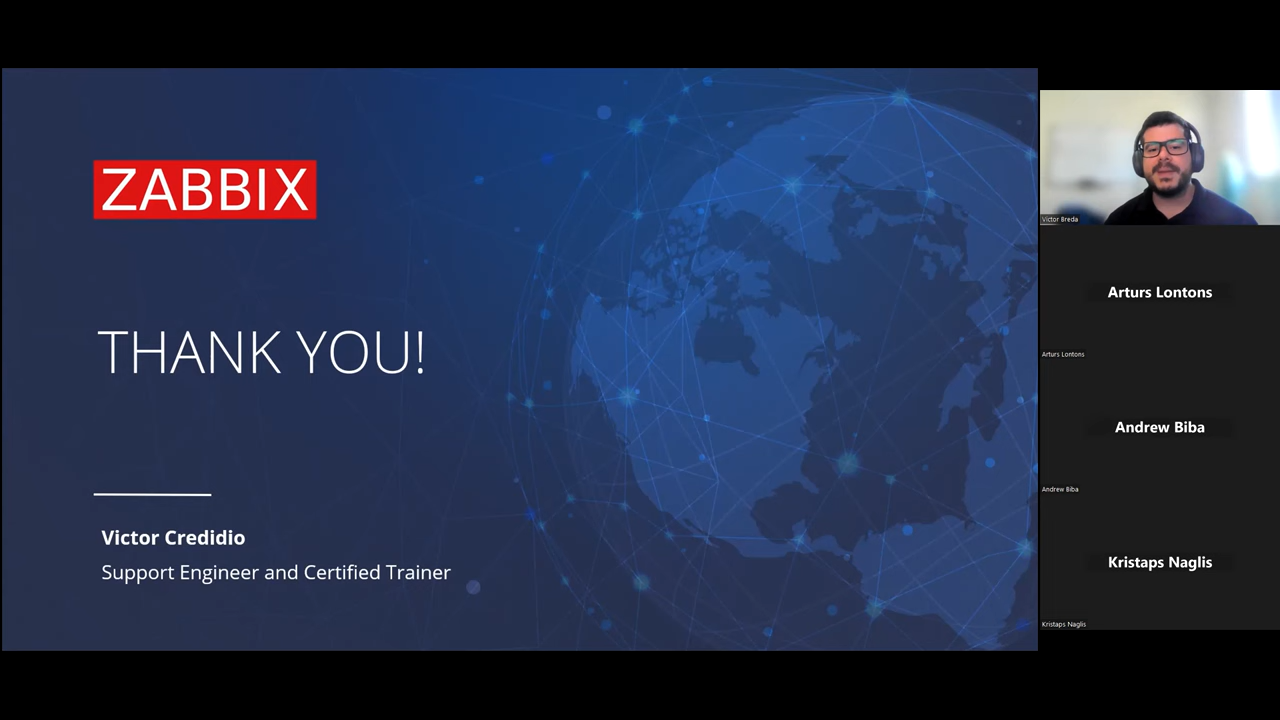 ZABBIX
THANK YOU!
Victor Credidio
Support Engineer and Certified Trainer
Victor Breda
Arturs Lontons
Arturs Lontons
Andrew Biba
Andrew Biba
Kristaps Naglis
Kristaps Naglis